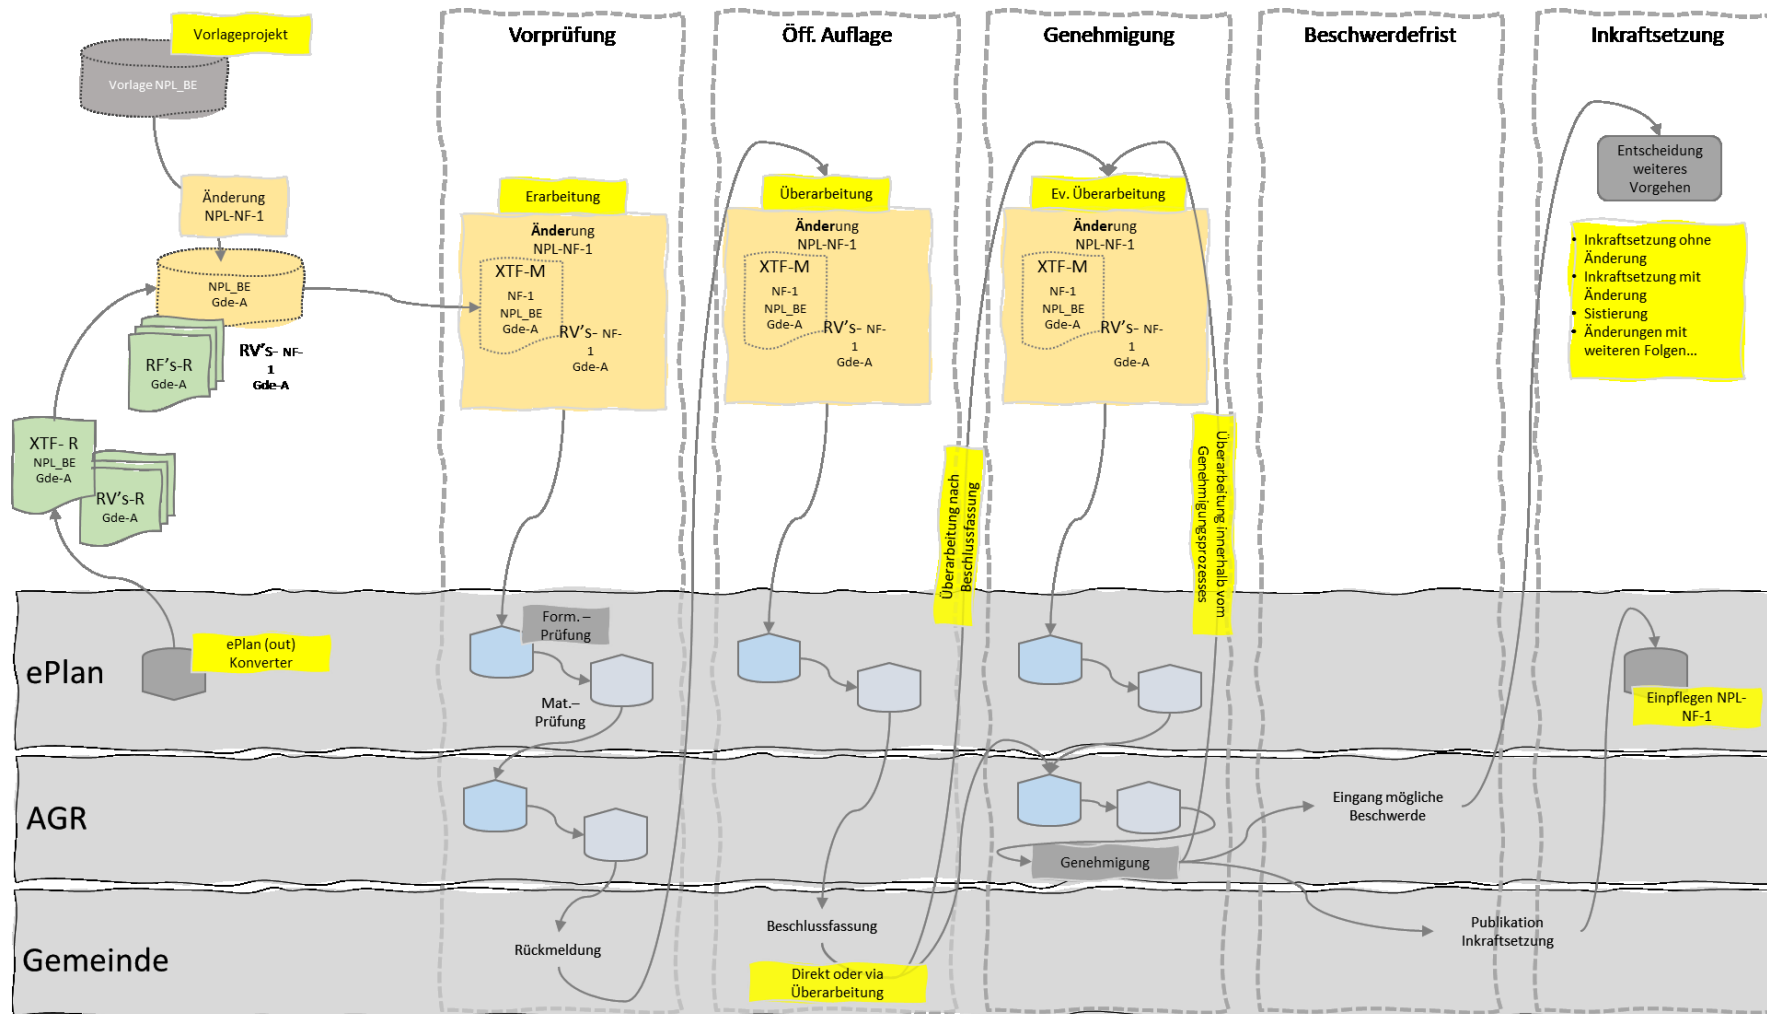 Vorlageprojekt
Vorlage NPL_BE
Änderung
NPL-NF-1
NPL_BE
Gde-A
RF's-R
Gde-A
RV's- NF-
1
Gde-A
XTF- R
NPL_BE
Gde-A
RV's-R
Gde-A
Vorprüfung
Erarbeitung
Änderung
NPL-NF-1
XTF-M
NF-1
NPL_BE
Gde-A
RV's- NF-
1
Gde-A
Öff. Auflage
Überarbeitung
Änderung
NPL-NF-1
XTF-M
NF-1
NPL_BE
Gde-A
RV's- NF-
1
Gde-A
Genehmigung
Ev. Überarbeitung
Änderung
NPL-NF-1
XTF-M
NF-1
NPL_BE
Gde-A
RV's- NF-
1
Gde-A
Überarbeitung nach
Beschlussfassung
Überarbeitung innerhalb vom
Genehmigungsprozesses
Beschwerdefrist
Inkraftsetzung
Entscheidung
weiteres
Vorgehen
• Inkraftsetzung ohne
Änderung
• Inkraftsetzung mit
Änderung
• Sistierung
• Änderungen mit
weiteren Folgen...
ePlan
ePlan (out)
Konverter
Form. –
Prüfung
Mat.–
Prüfung
Einpflegen NPL-
NF-1
AGR
Genehmigung
Eingang mögliche
Beschwerde
Gemeinde
Rückmeldung
Beschlussfassung
Direkt oder via
Überarbeitung
Publikation
Inkraftsetzung